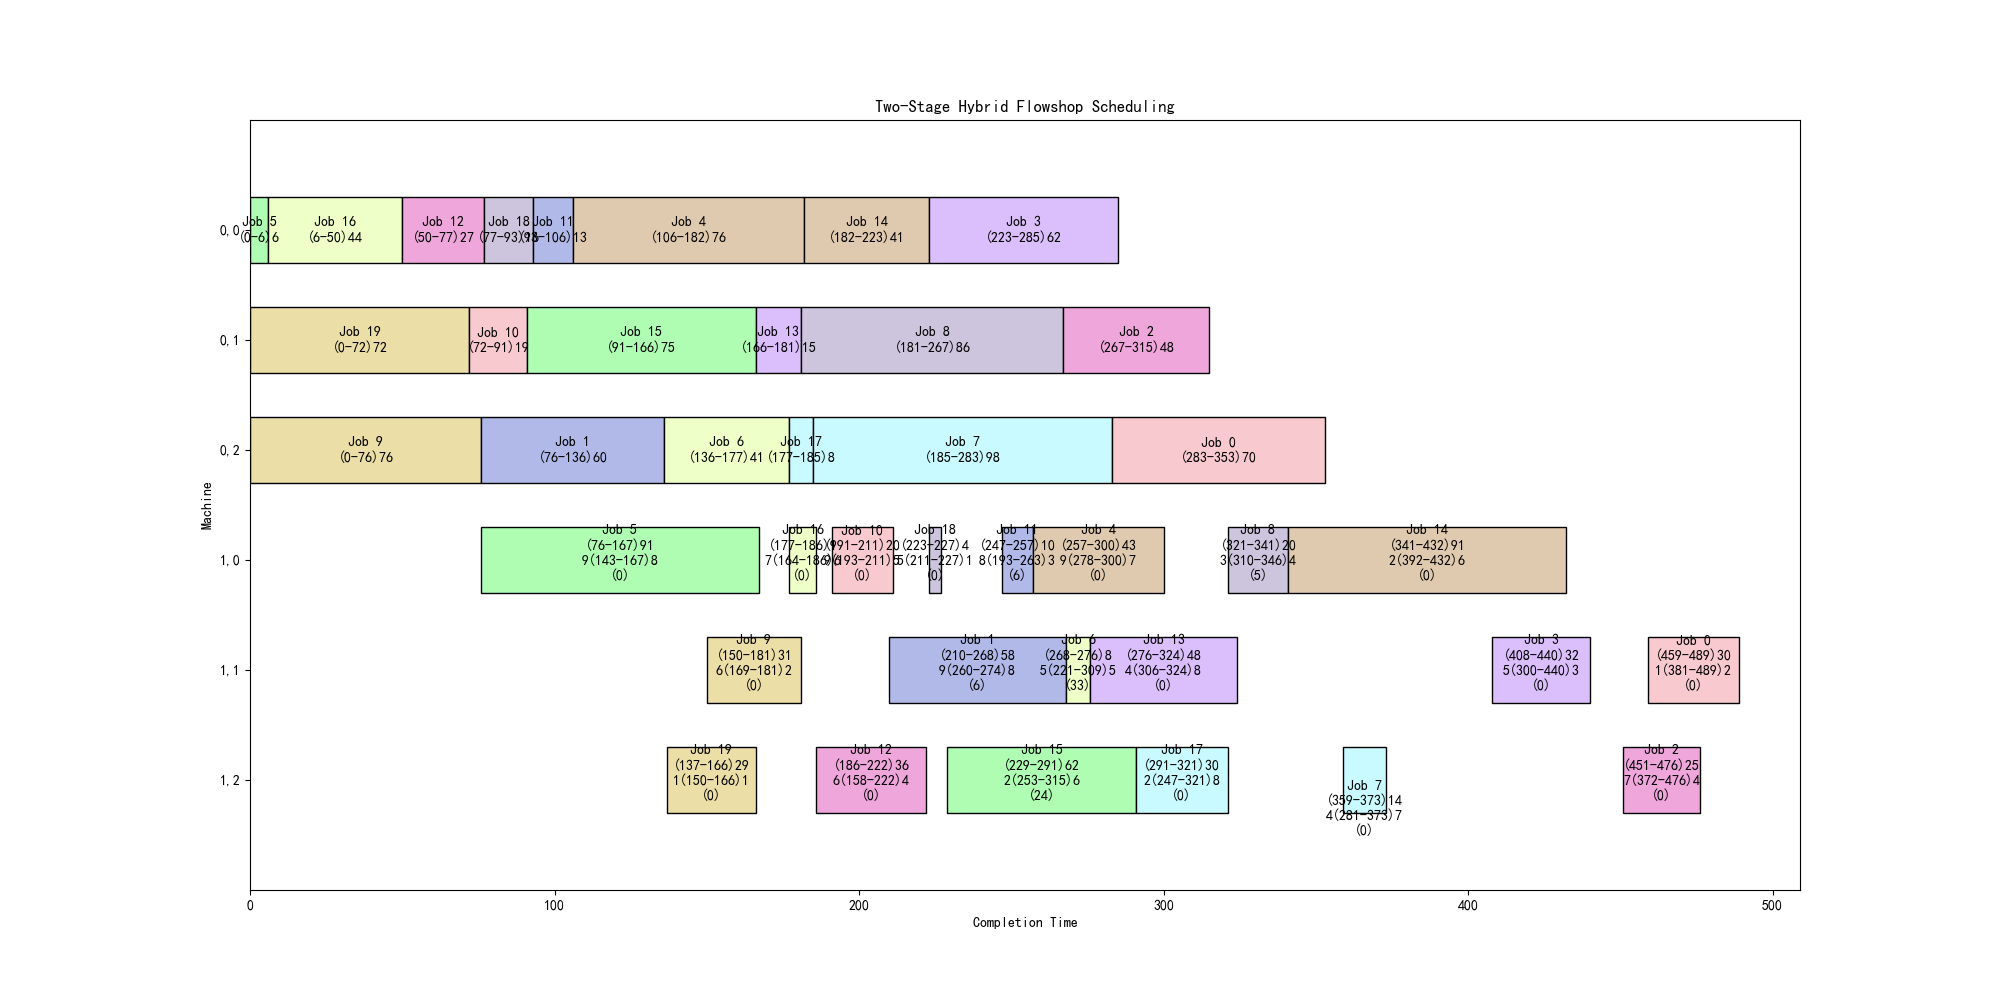 Two-Stage Hybrid Flowshop Scheduling
Machine
0,0
Job 5
(0-6)6
Job 16
(6-50)44
Job 12
(50-77)27
Job 18
(77-93)16
Job 11
(93-106)13
Job 4
(106-182)76
Job 14
(182-223)41
Job 3
(223-285)62
0,1
Job 19
(0-72)72
Job 10
(72-91)19
Job 15
(91-166)75
Job 13
(166-181)15
Job 8
(181-267)86
Job 2
(267-315)48
0,2
Job 9
(0-76)76
Job 1
(76-136)60
Job 6
(136-177)41
Job 17
(177-185)8
Job 7
(185-283)98
Job 0
(283-353)70
1,0
Job 5
(76-167)91
9(143-167)8
(0)
Job 16
(177-186)9
(0)
Job 10
(191-211)20
(0)
Job 18
(223-227)4
5(211-227)1
(0)
Job 11
(247-257)10
8(193-263)3
(6)
Job 4
(257-300)43
9(278-300)7
(0)
Job 8
(321-341)20
3(310-346)4
(5)
Job 14
(341-432)91
2(392-432)6
(0)
1,1
Job 9
(150-181)31
6(169-181)2
(0)
Job 1
(210-268)58
9(260-274)8
(6)
Job 6
(268-276)8
5(221-309)5
(33)
Job 13
(276-324)48
4(306-324)8
(0)
Job 3
(408-440)32
5(300-440)3
(0)
Job 0
(459-489)30
1(381-489)2
(0)
1,2
Job 19
(137-166)29
1(150-166)1
(0)
Job 12
(186-222)36
6(158-222)4
(0)
Job 15
(229-291)62
2(253-315)6
(24)
Job 17
(291-321)30
2(247-321)8
(0)
Job 7
(359-373)14
4(281-373)7
(0)
Job 2
(451-476)25
7(372-476)4
(0)
0
100
200
300
400
500
Completion Time